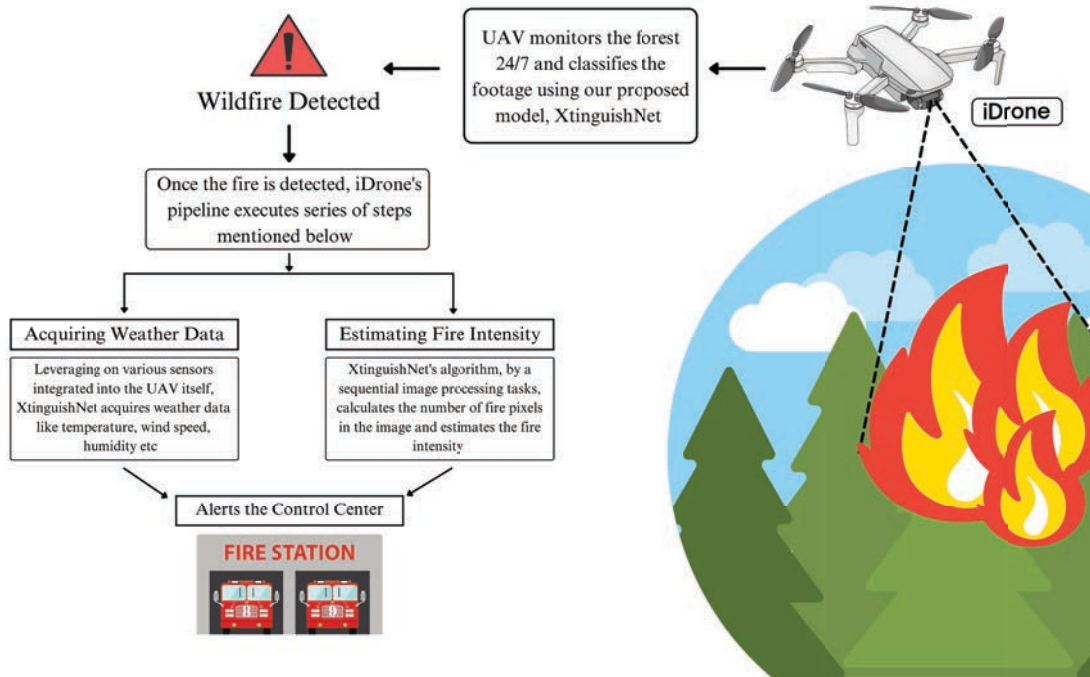 UAV monitors the forest
24/7 and classifies the
footage using our proposed
model, XtinguishNet
iDrone
Wildfire Detected
Once the fire is detected, iDrone's
pipeline executes series of steps
mentioned below
Acquiring Weather Data
Leveraging on various sensors
integrated into the UAV itself,
XtinguishNet acquires weather data
like temperature, wind speed,
humidity etc
Estimating Fire Intensity
XtinguishNet's algorithm, by a
sequential image processing tasks,
calculates the number of fire pixels
in the image and estimates the fire
intensity
Alerts the Control Center
FIRE STATION
8
9